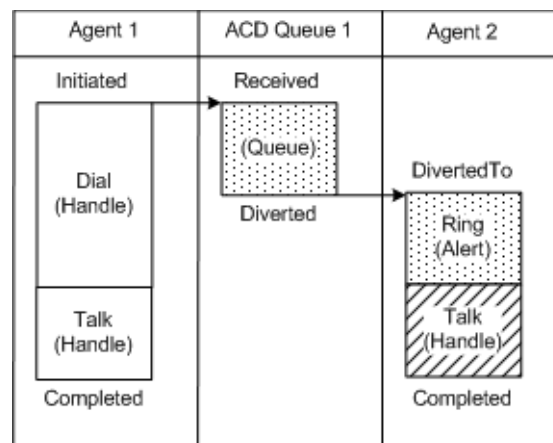 Agent 1
ACD Queue 1
Agent 2
Initiated
Received
Dial
(Handle)
(Queue)
Diverted
DivertedTo
Ring
(Alert)
Talk
(Handle)
Talk
(Handle)
Completed
Completed